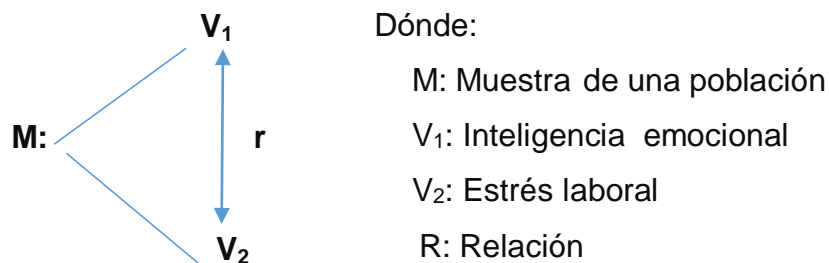 V₁
Dónde:
M: Muestra de una población
M:
r
V₁: Inteligencia emocional
V₂: Estrés laboral
V₂
R: Relación